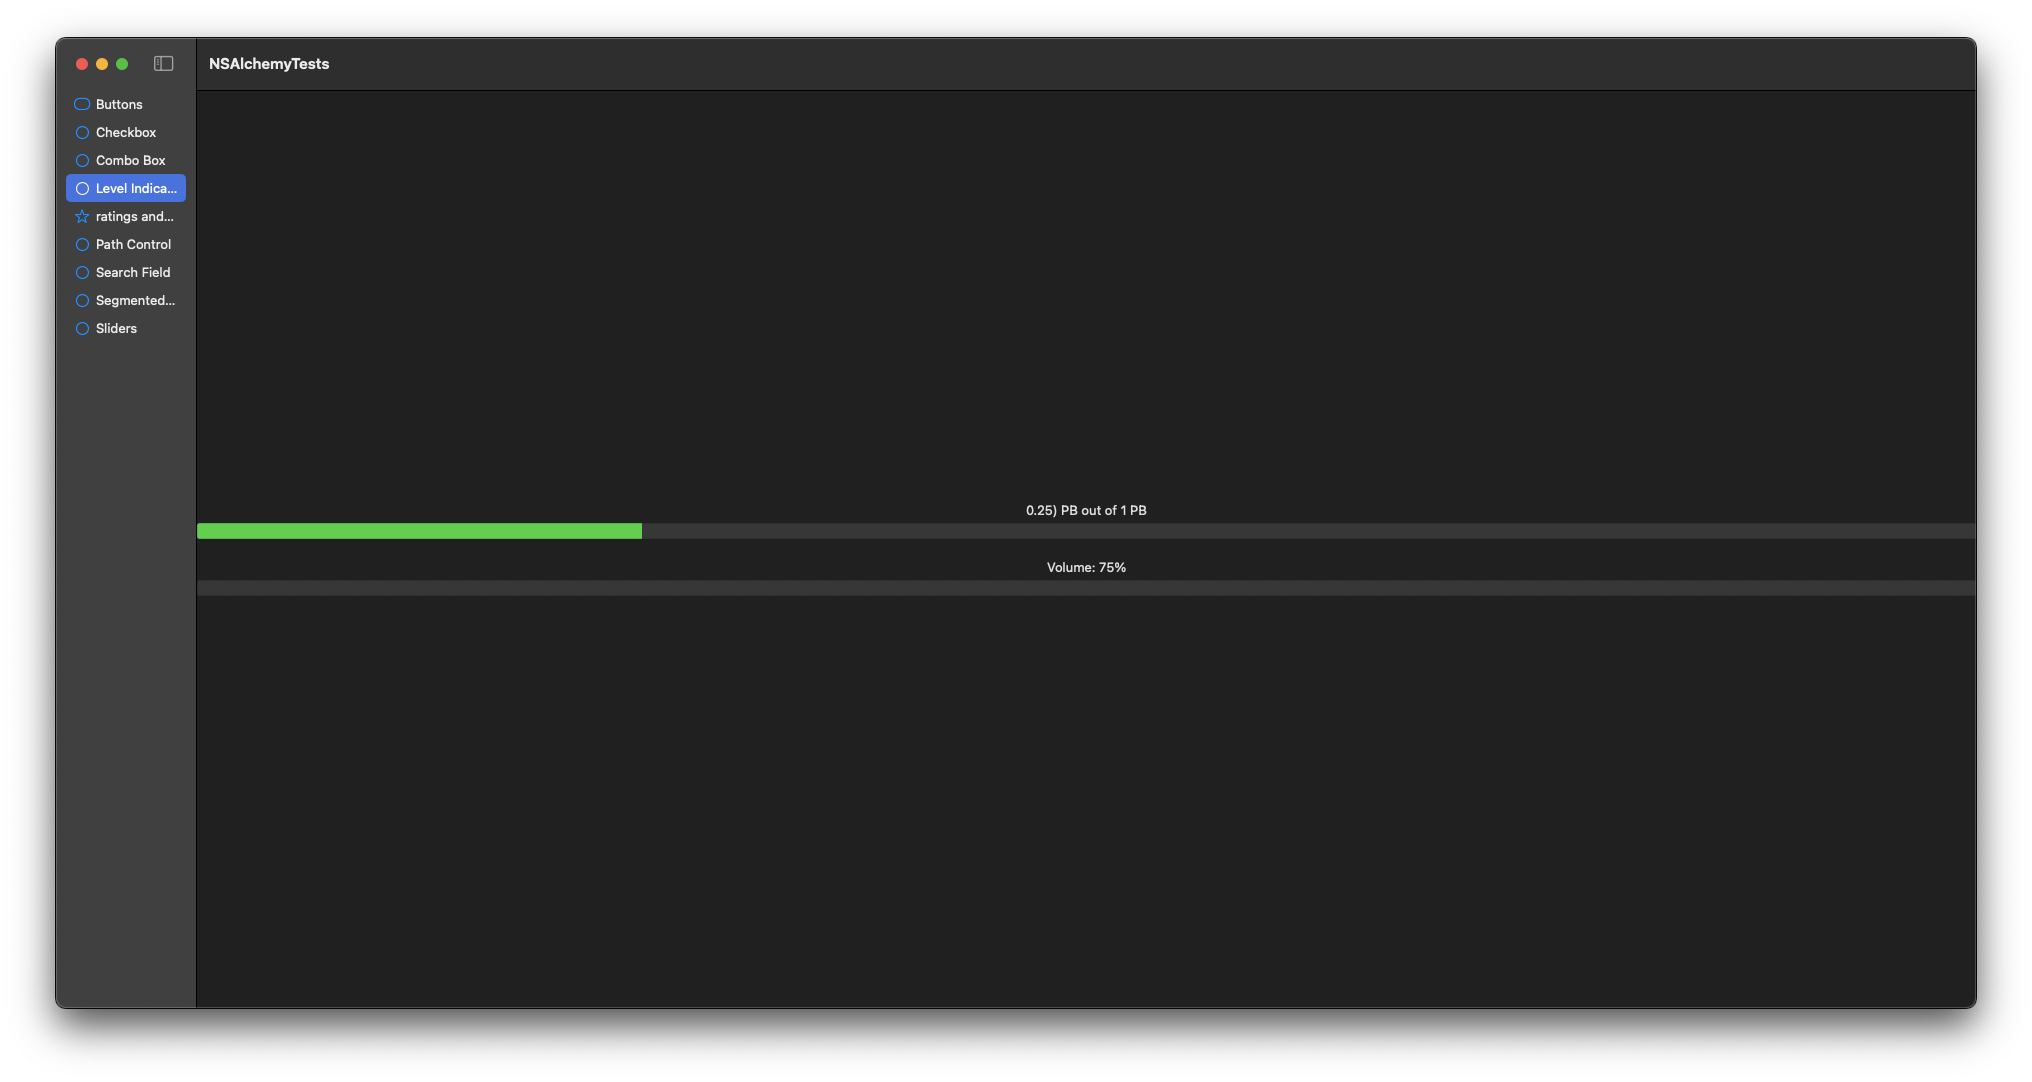 NSAlchemyTests
Buttons
Checkbox
Combo Box
Level Indica...
ratings and...
Path Control
Search Field
Segmented...
Sliders
0.25) PB out of 1 PB
Volume: 75%